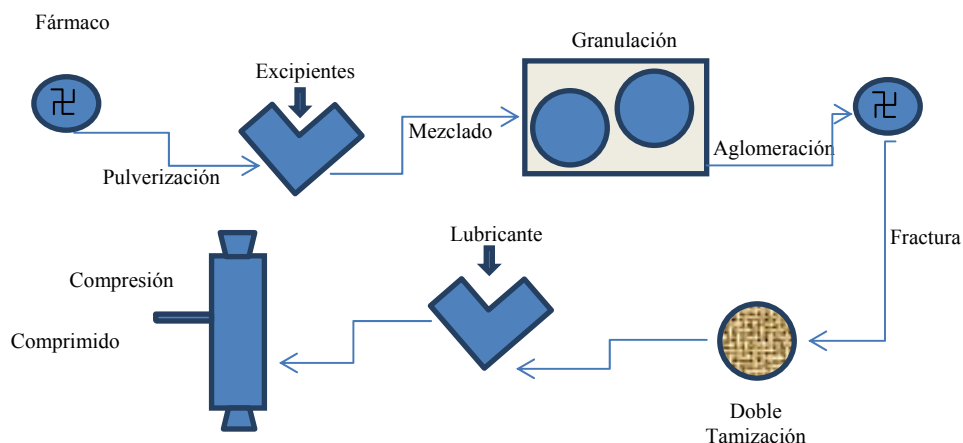 Fármaco
Excipientes
Granulación
Pulverización
Mezclado
Aglomeración
Fractura
Lubricante
Compresión
Comprimido
Doble
Tamización